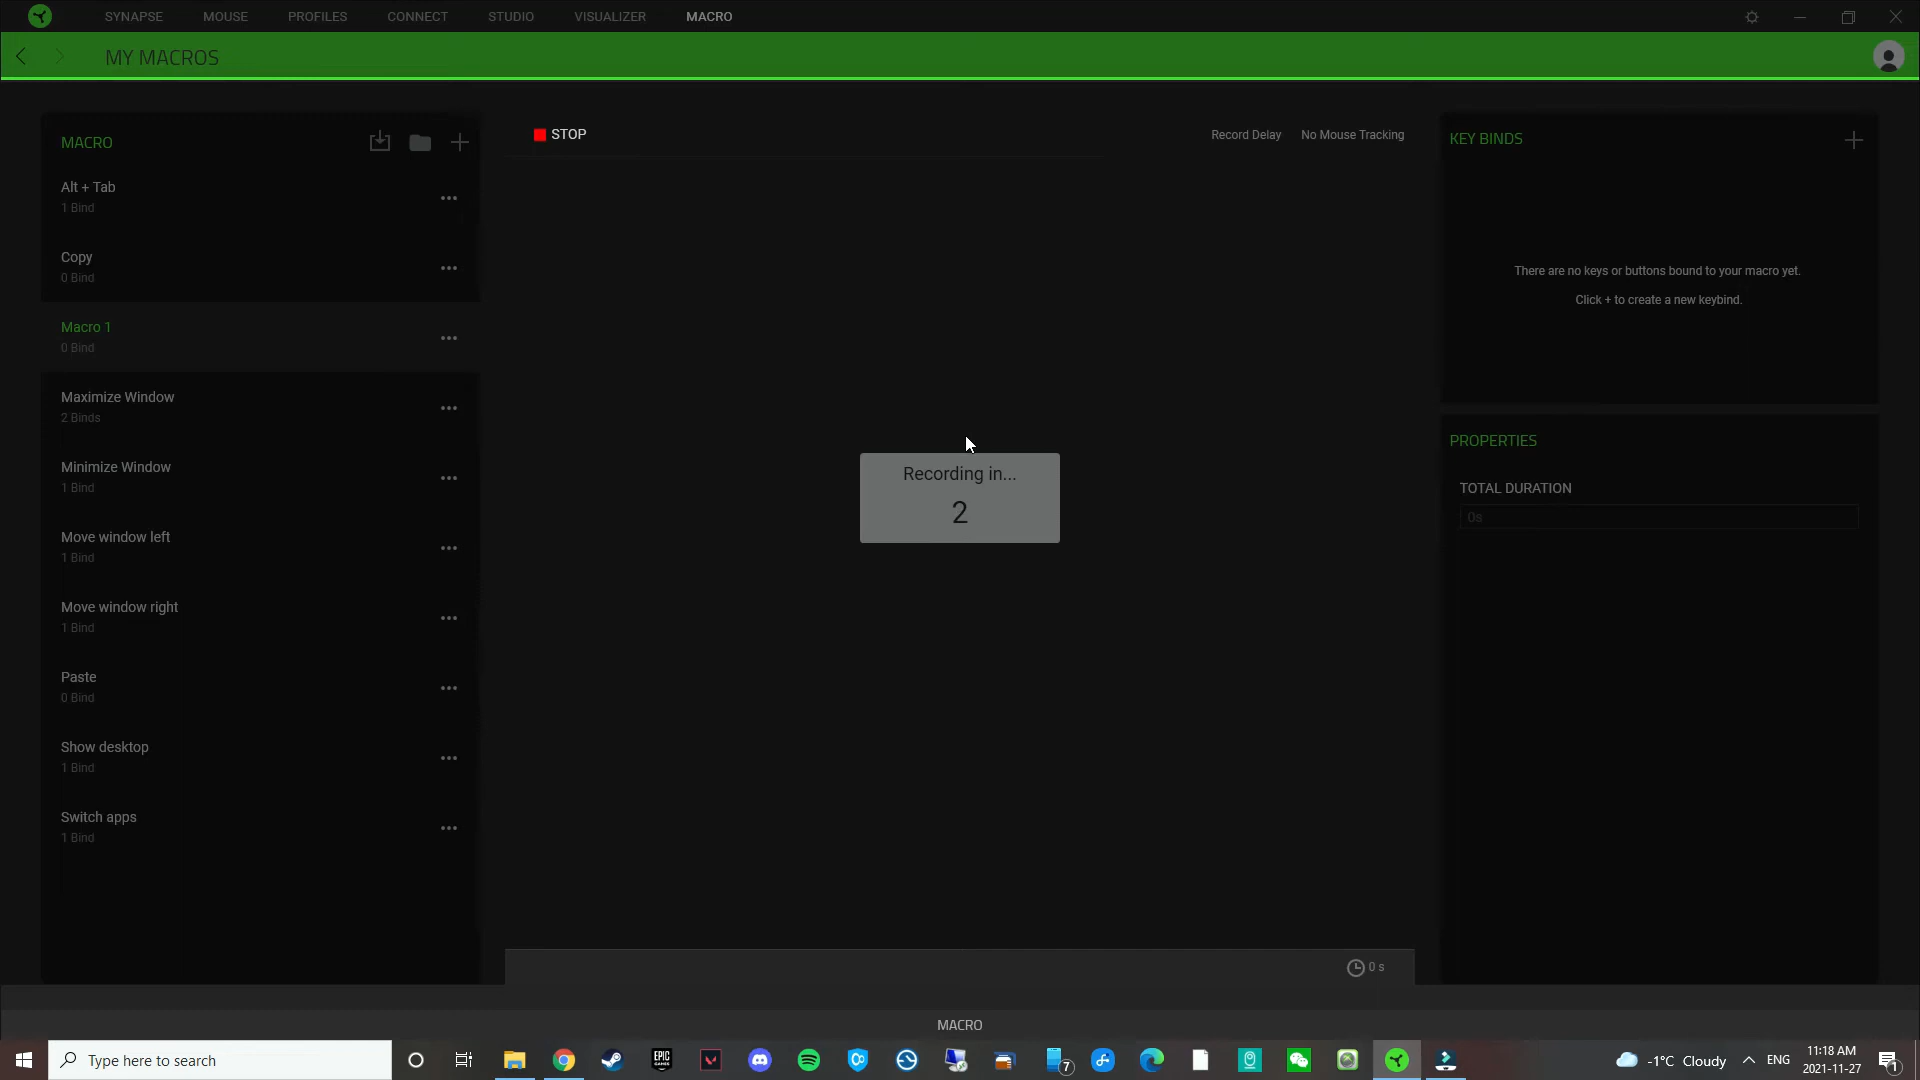 SYNAPSE MOUSE PROFILES CONNECT STUDIO VISUALIZER MACRO
MY MACROS
MACRO
Alt + Tab
1 Bind
Copy
0 Bind
Macro 1
0 Bind
Maximize Window
2 Binds
Minimize Window
1 Bind
Move window left
1 Bind
Move window right
1 Bind
Paste
0 Bind
Show desktop
1 Bind
Switch apps
1 Bind
STOP
Record Delay No Mouse Tracking
Recording in...
2
0 s
KEY BINDS
There are no keys or buttons bound to your macro yet.
Click + to create a new keybind.
PROPERTIES
TOTAL DURATION
0s
MACRO
Type here to search
EPIC
GAMES
7
-1°C Cloudy
ENG
11:18 AM
2021-11-27
1